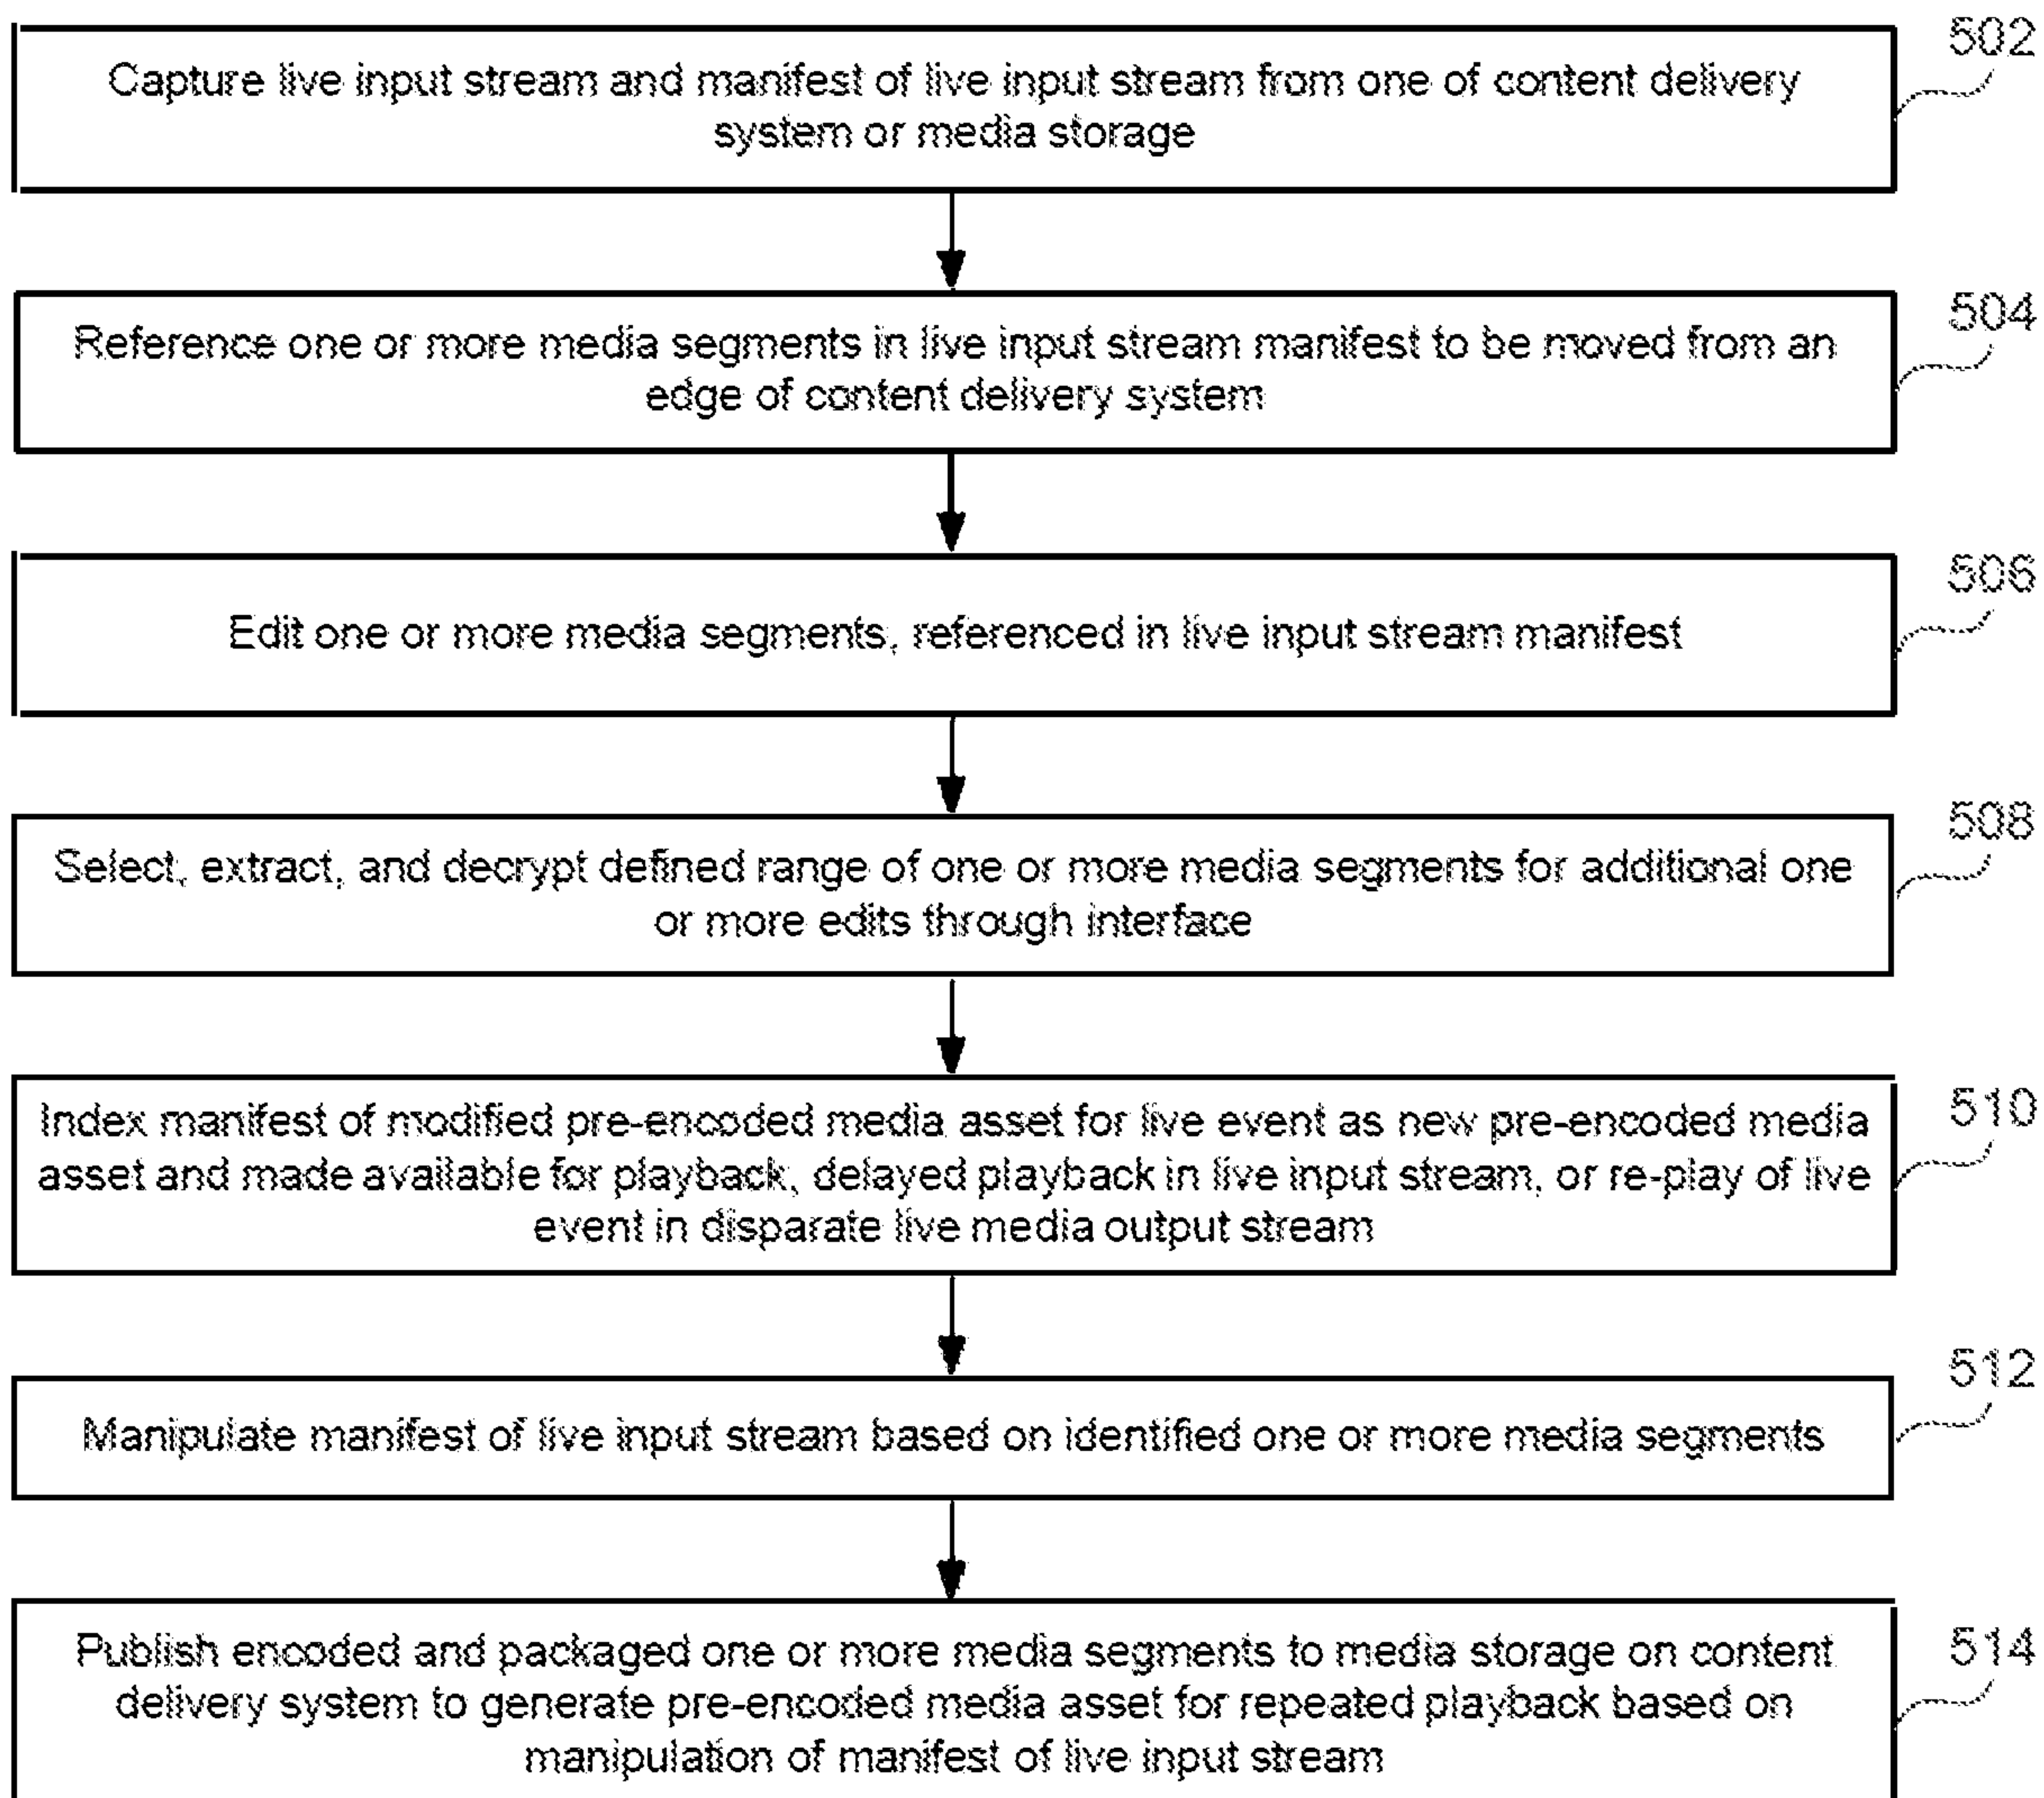 502
Capture live input stream and manifest of live input stream from one of content delivery
system or media storage
504
Reference one or more media segments in live input stream manifest to be moved from an
edge of content delivery system
506
Edit one or more media segments, referenced in live input stream manifest
508
Select, extract, and decrypt defined range of one or more media segments for additional one
or more edits through interface
510
Index manifest of modified pre-encoded media asset for live event as new pre-encoded media
asset and made available for playback, delayed playback in live input stream, or re-play of live
event in disparate live media output stream
512
Manipulate manifest of live input stream based on identified one or more media segments
514
Publish encoded and packaged one or more media segments to media storage on content
delivery system to generate pre-encoded media asset for repeated playback based on
manipulation of manifest of live input stream